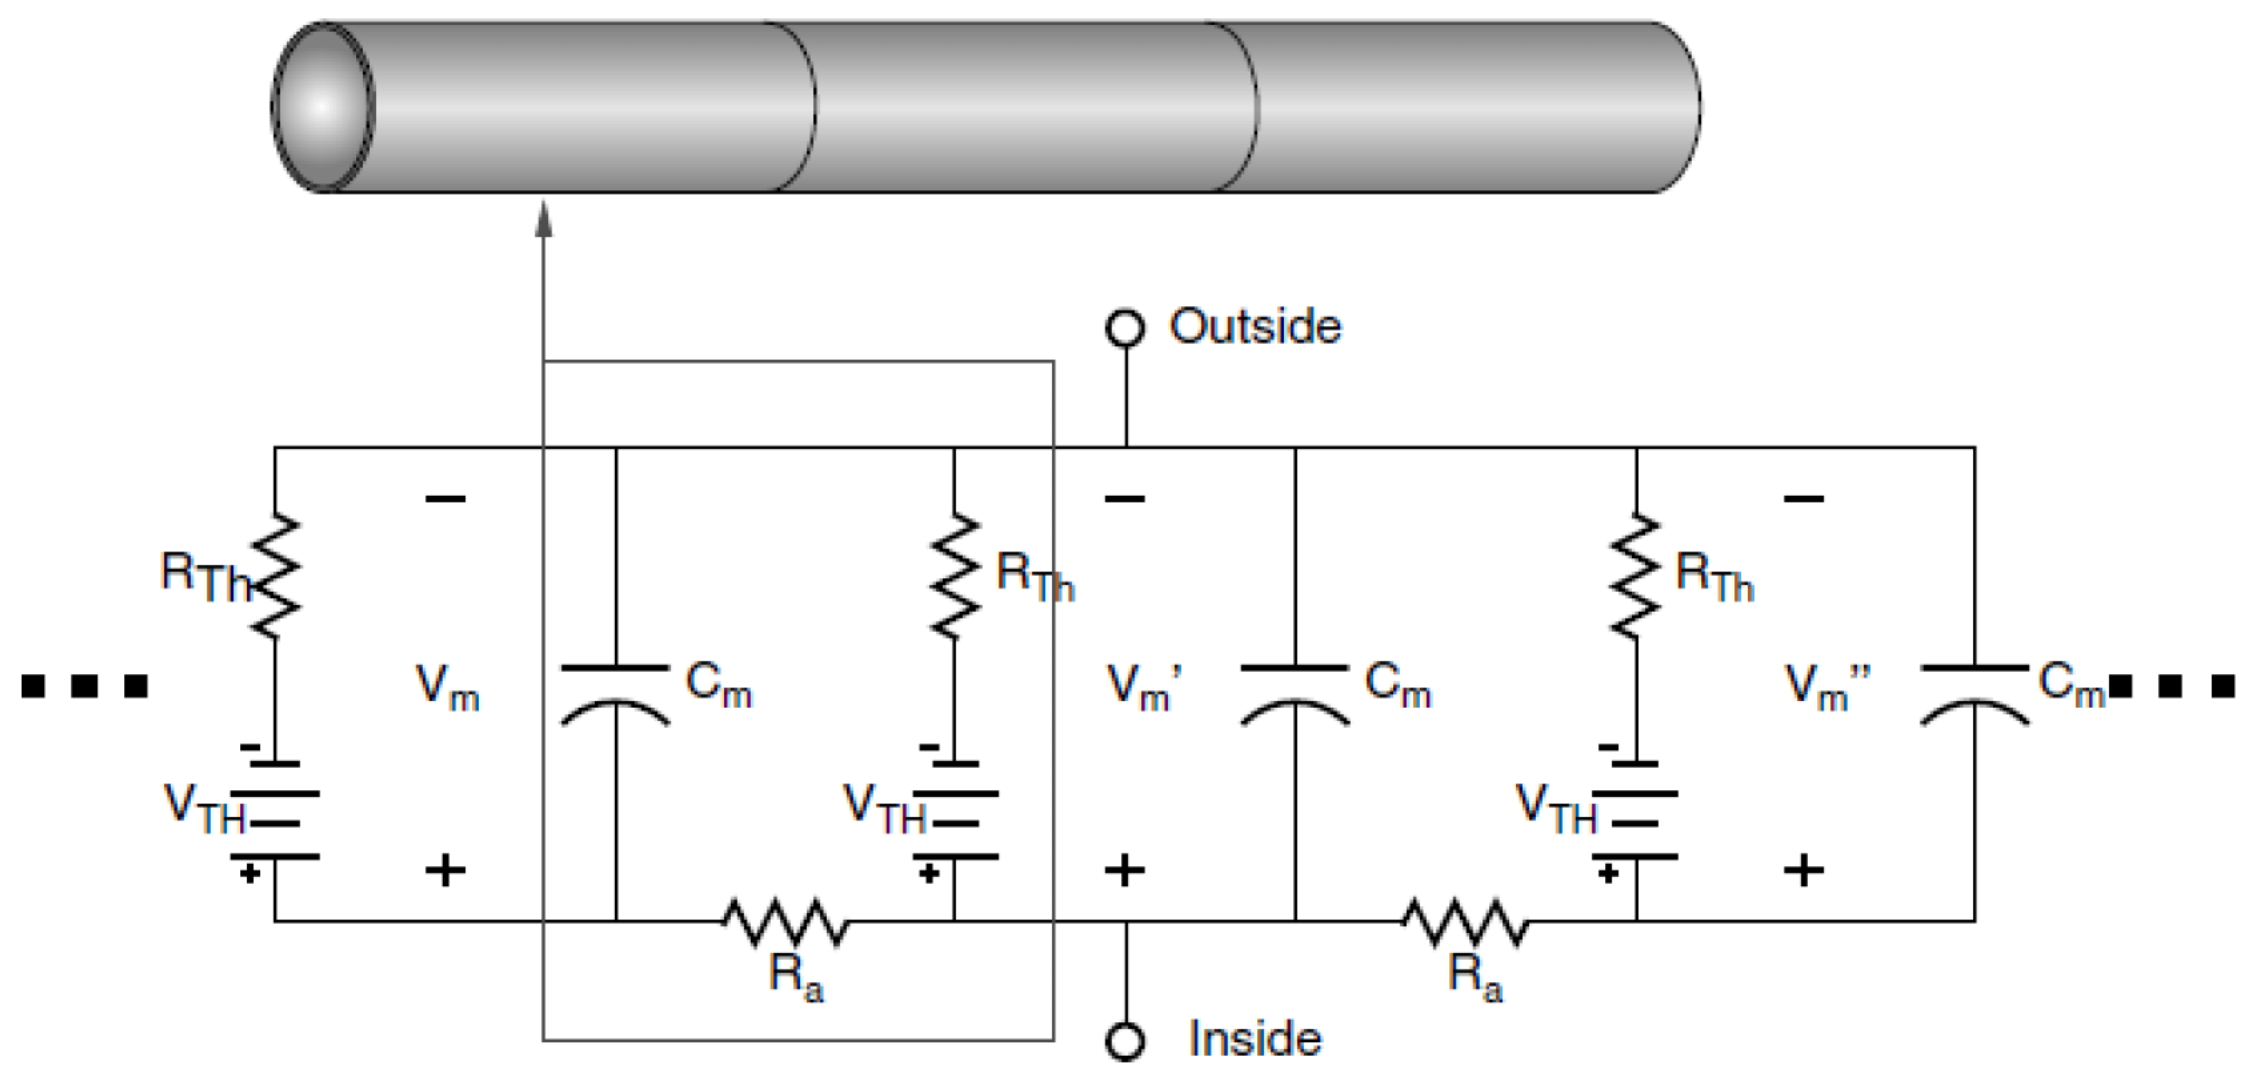 Outside
− − −
R_Th R_Th R_Th
V_m C_m V_m’ C_m V_m” C_m
- - -
V_TH V_TH V_TH
+ + + + + +
R_a R_a
Inside